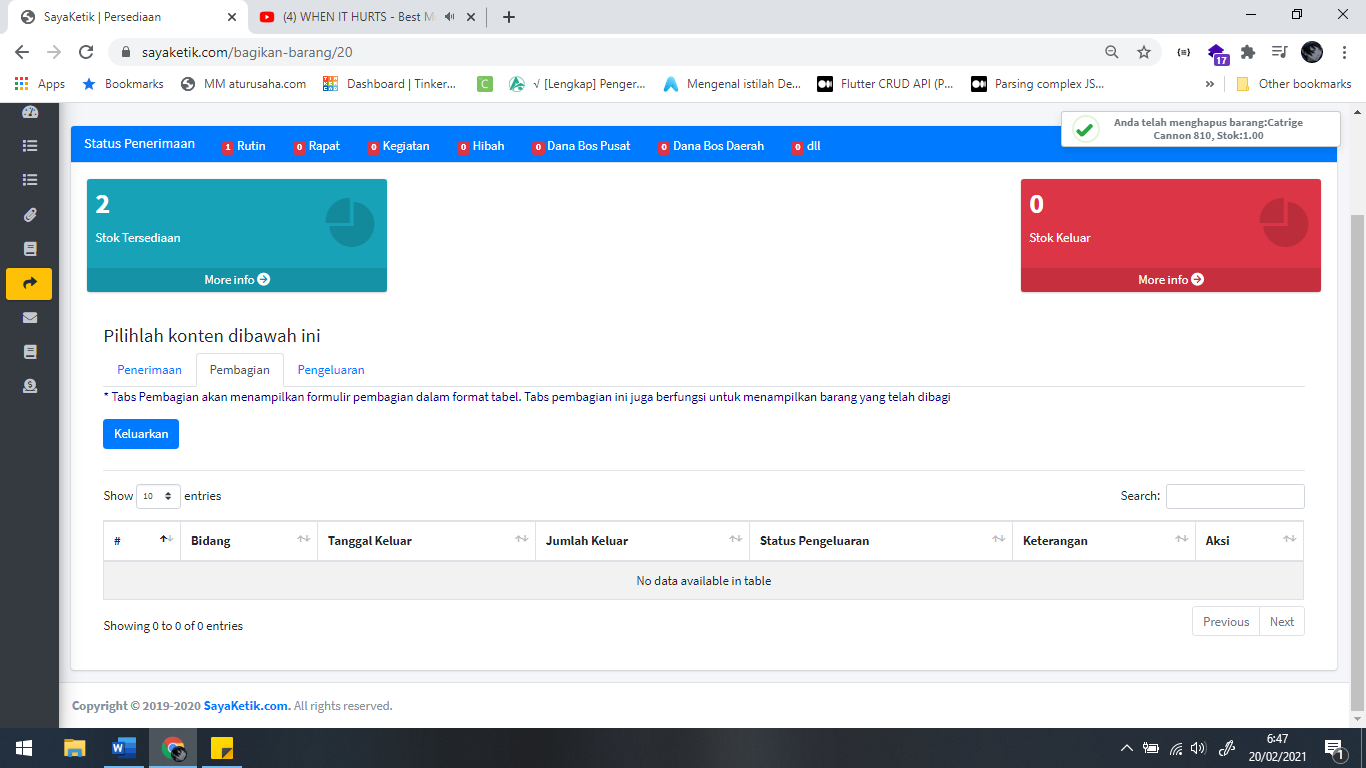 SayaKetik | Persediaan
(4) WHEN IT HURTS - Best M
sayaketik.com/bagikan-barang/20
17
Apps
Bookmarks
MM aturusaha.com
Dashboard | Tinker...
C
√ [Lengkap] Penger...
Mengenal istilah De...
Flutter CRUD API (P...
Parsing complex JS...
»
Other bookmarks
Anda telah menghapus barang:Catrige
Cannon 810, Stok:1.00
Status Penerimaan
1 Rutin
0 Rapat
0 Kegiatan
0 Hibah
0 Dana Bos Pusat
0 Dana Bos Daerah
0 dll
2
Stok Tersediaan
More info
0
Stok Keluar
More info
Pilihlah konten dibawah ini
Penerimaan
Pembagian
Pengeluaran
* Tabs Pembagian akan menampilkan formulir pembagian dalam format tabel. Tabs pembagian ini juga berfungsi untuk menampilkan barang yang telah dibagi
Keluarkan
Show 10 entries
Search:
#
Bidang
Tanggal Keluar
Jumlah Keluar
Status Pengeluaran
Keterangan
Aksi
No data available in table
Showing 0 to 0 of 0 entries
Previous
Next
Copyright © 2019-2020 SayaKetik.com. All rights reserved.
6:47
20/02/2021
1